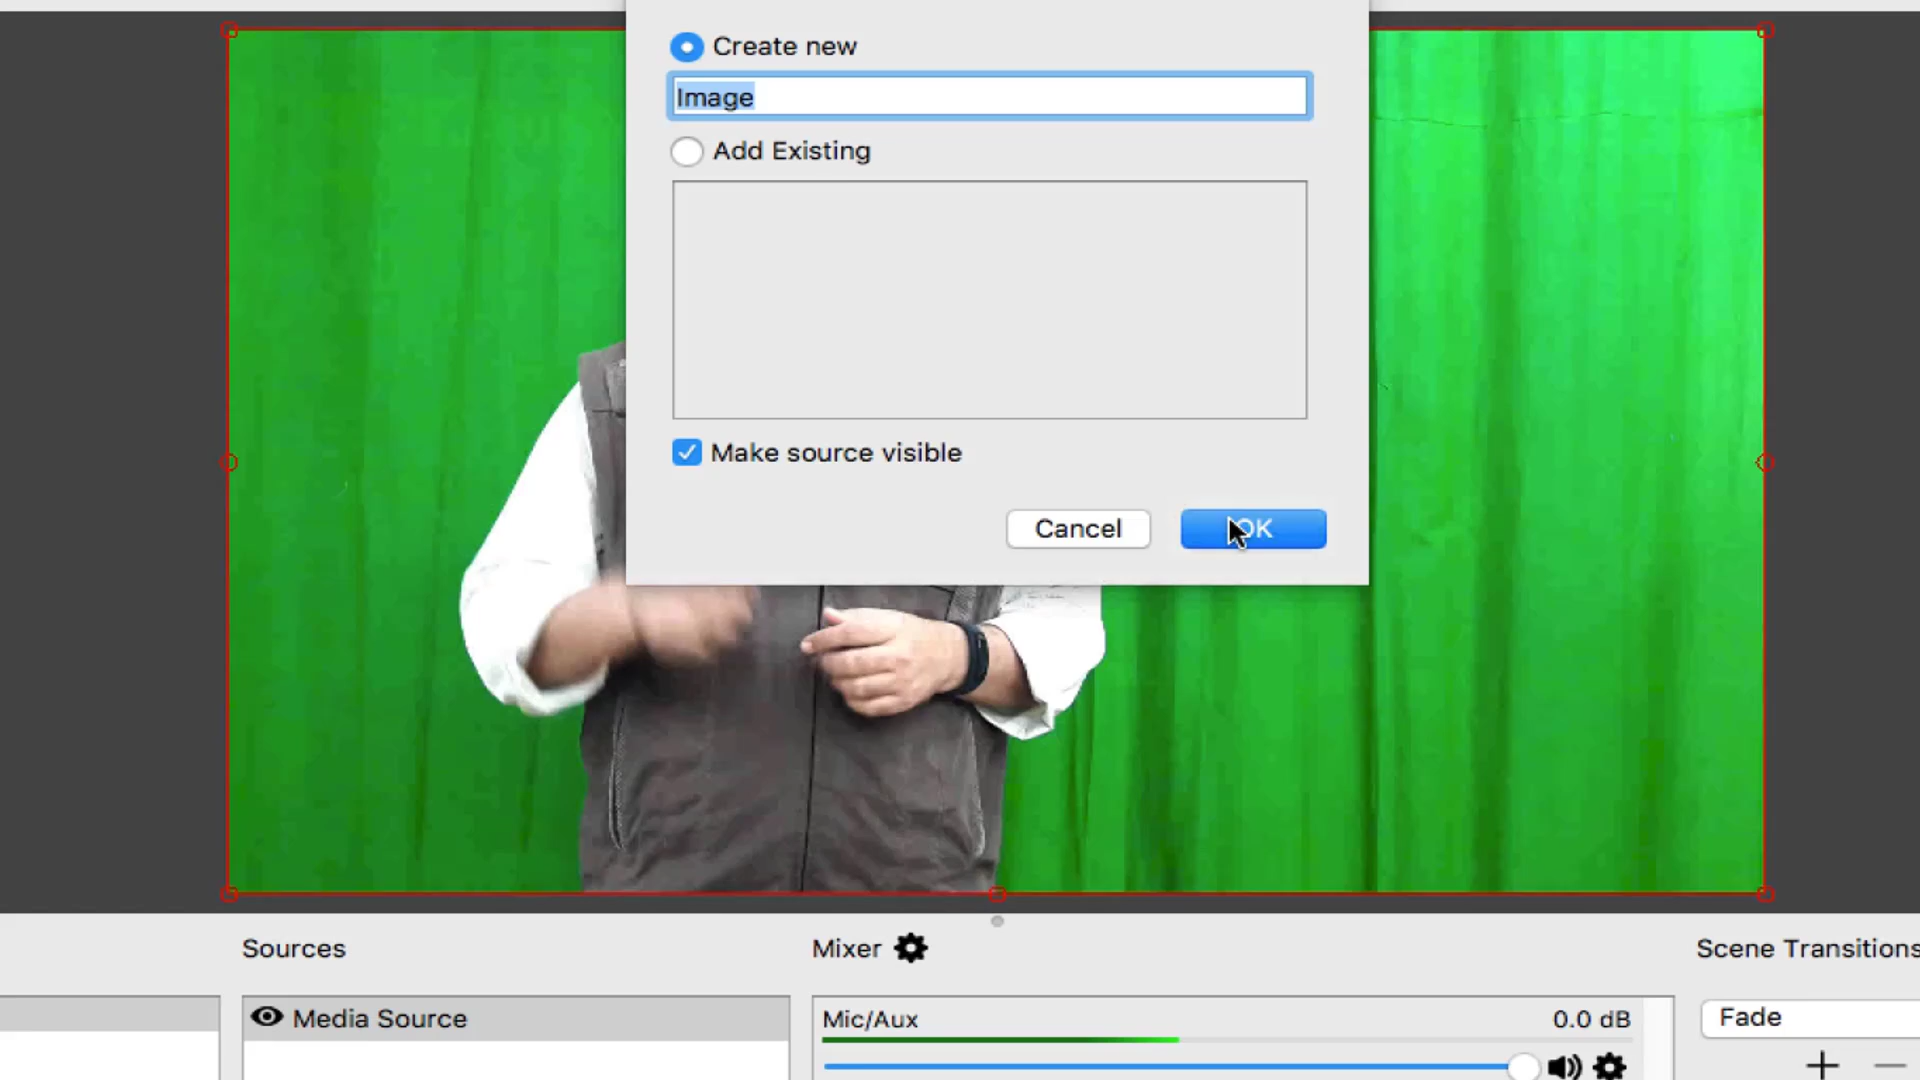 Create new
Image
Add Existing
Make source visible
Cancel
OK
Sources
Mixer
Scene Transitions
Media Source
Mic/Aux
0.0 dB
Fade